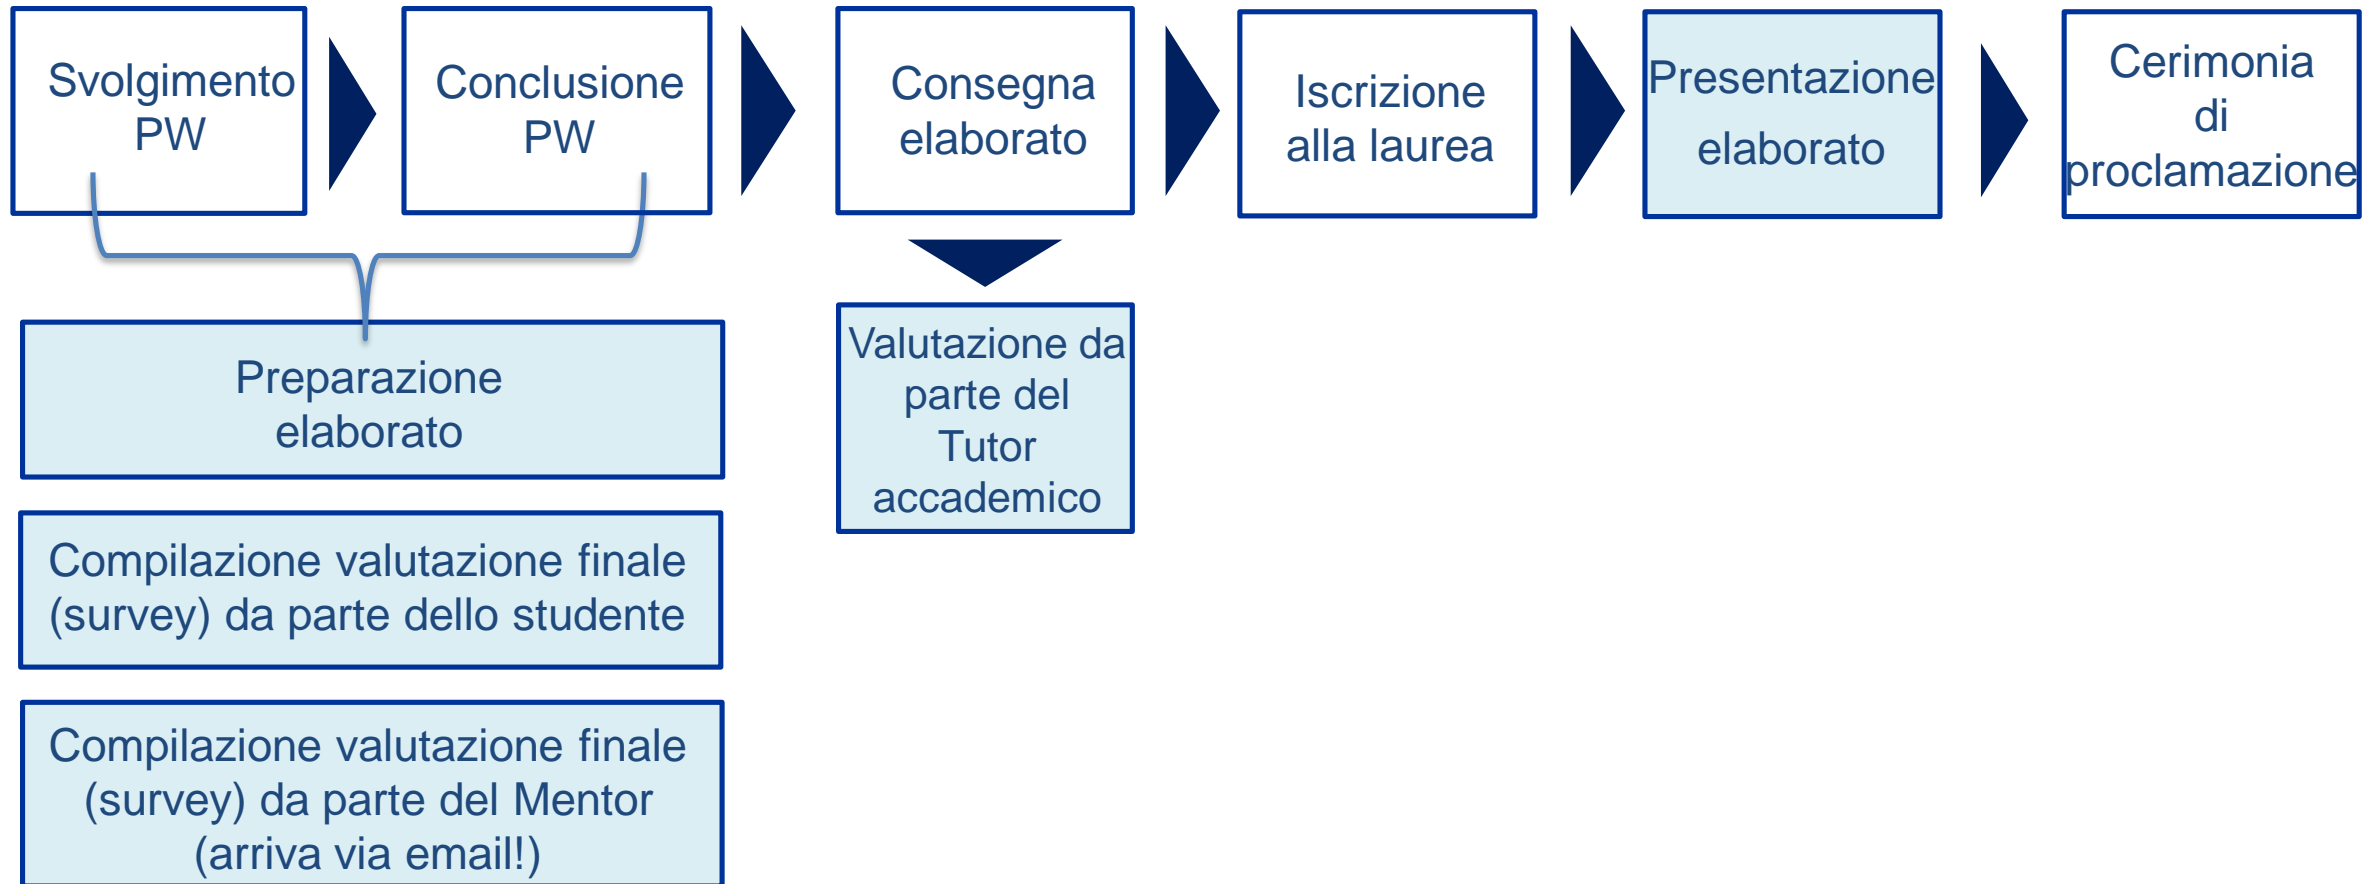 Svolgimento
PW
Conclusione
PW
Consegna
elaborato
Iscrizione
alla laurea
Presentazione
elaborato
Cerimonia
di
proclamazione
Preparazione
elaborato
Valutazione da
parte del
Tutor
accademico
Compilazione valutazione finale
(survey) da parte dello studente
Compilazione valutazione finale
(survey) da parte del Mentor
(arriva via email!)